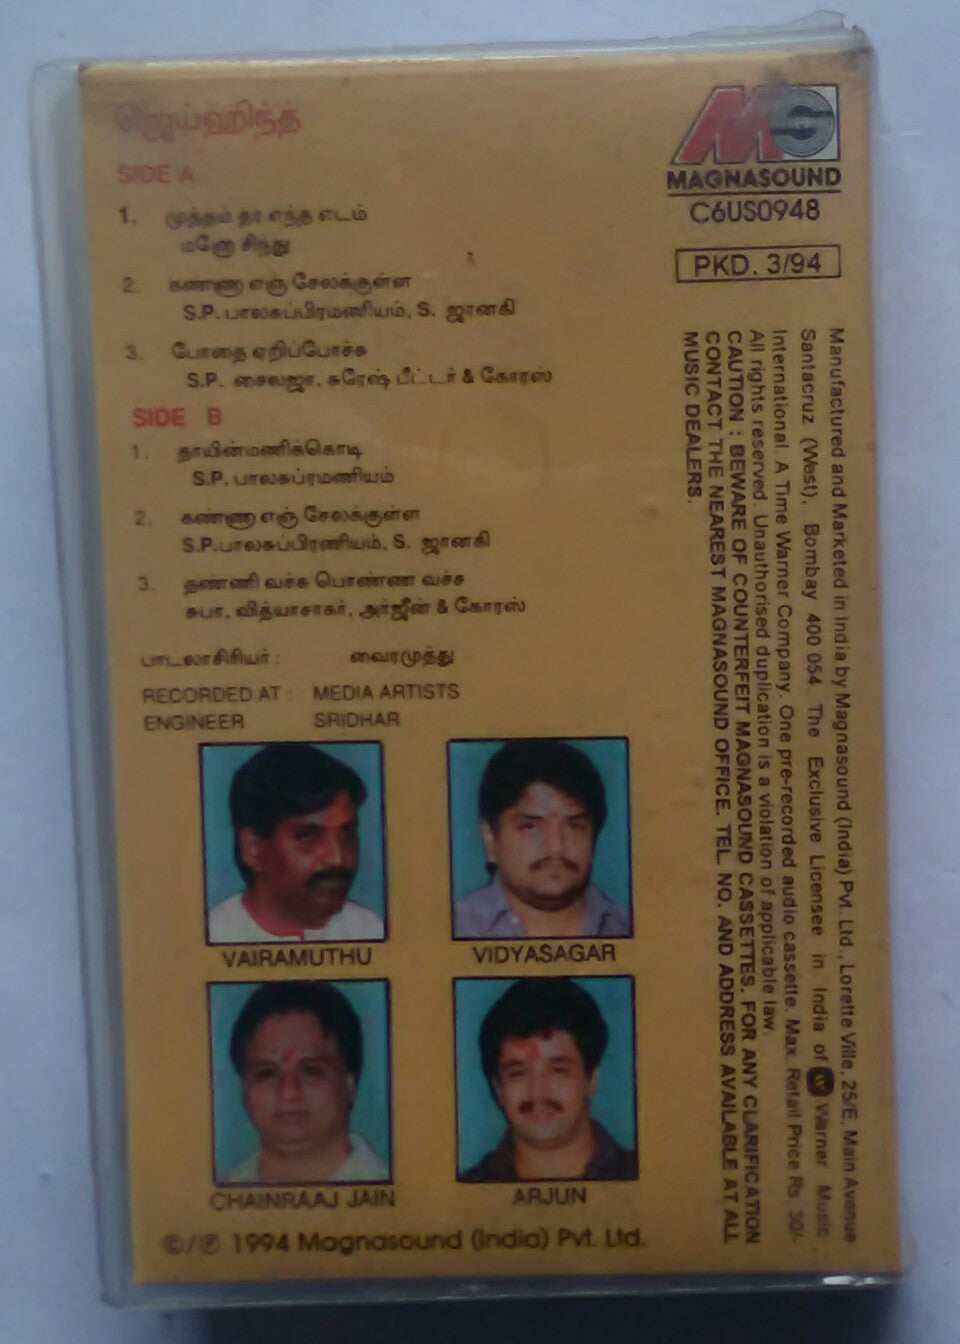 ஜெய்ஹிந்த்
SIDE A
1. முத்தம் தர எந்த எடம்
மனோ சிந்து
2. கண்ணா எஞ் சேலக்குள்ள
S.P. பாலசுப்பிரமணியம், S. ஜானகி
3. போதை ஏறிப்போச்சு
S.P. சைலஜா, சுரேஷ் பீட்டர் & கோரஸ்
SIDE B
1. தாயின்மணிக்கொடி
S.P. பாலசுப்ரமணியம்
2. கண்ணா எஞ் சேலக்குள்ள
S.P.பாலசுப்பிரணியம், S. ஜானகி
3. தண்ணி வச்சு பொண்ண வச்சு
சுபா, வித்யாசாகர், அர்ஜீன் & கோரஸ்
பாடலாசிரியர் : வைரமுத்து
RECORDED AT : MEDIA ARTISTS
ENGINEER SRIDHAR
VAIRAMUTHU
VIDYASAGAR
CHAINRAAJ JAIN
ARJUN
©/℗ 1994 Magnasound (India) Pvt. Ltd.
MAGNASOUND
C6US0948
PKD. 3/94
Manufactured and Marketed in India by Magnasound (India) Pvt. Ltd., Lorette Ville, 25/E, Main Avenue
Santacruz (West), Bombay 400 054. The Exclusive Licensee in India of Warner Music
International. A Time Warner Company. One pre-recorded audio cassette. Max. Retail Price Rs. 30/-
All rights reserved. Unauthorised duplication is a violation of applicable law.
CAUTION : BEWARE OF COUNTERFEIT MAGNASOUND CASSETTES. FOR ANY CLARIFICATION
CONTACT THE NEAREST MAGNASOUND OFFICE. TEL. NO. AND ADDRESS AVAILABLE AT ALL
MUSIC DEALERS.